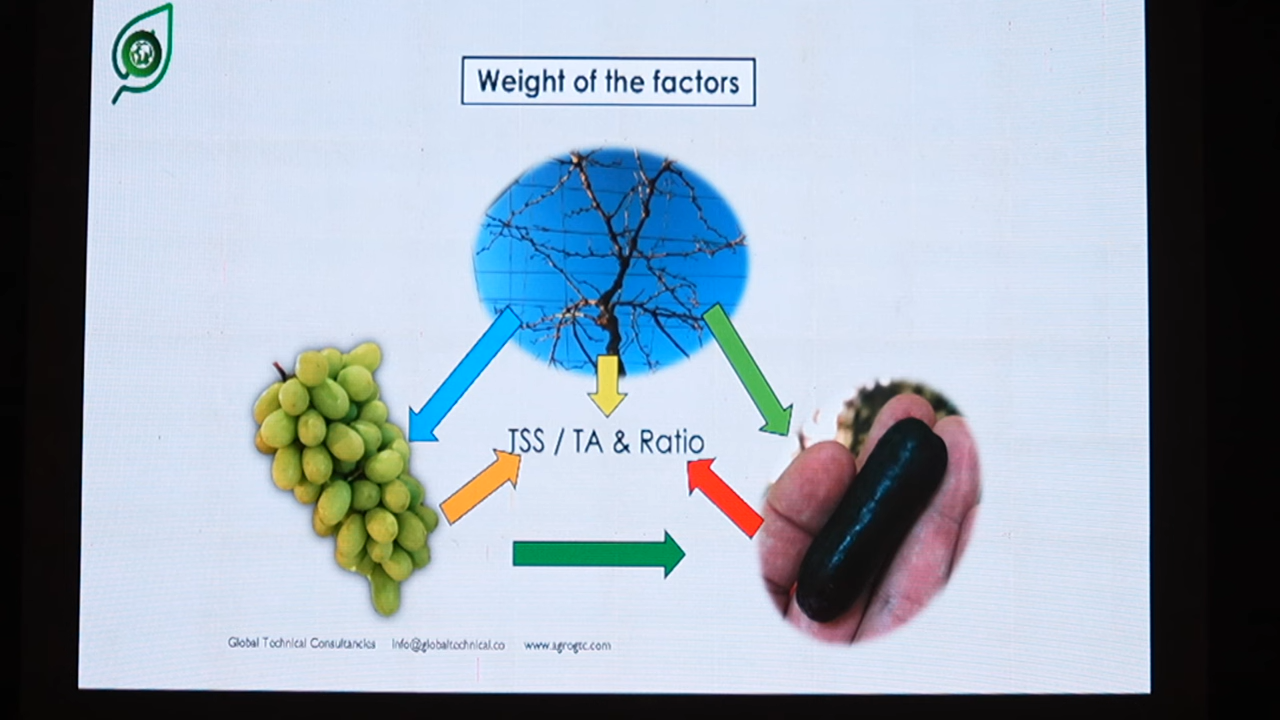 Weight of the factors
TSS / TA & Ratio
Global Technical Consultancies info@globaltechnical.co www.agrogtc.com